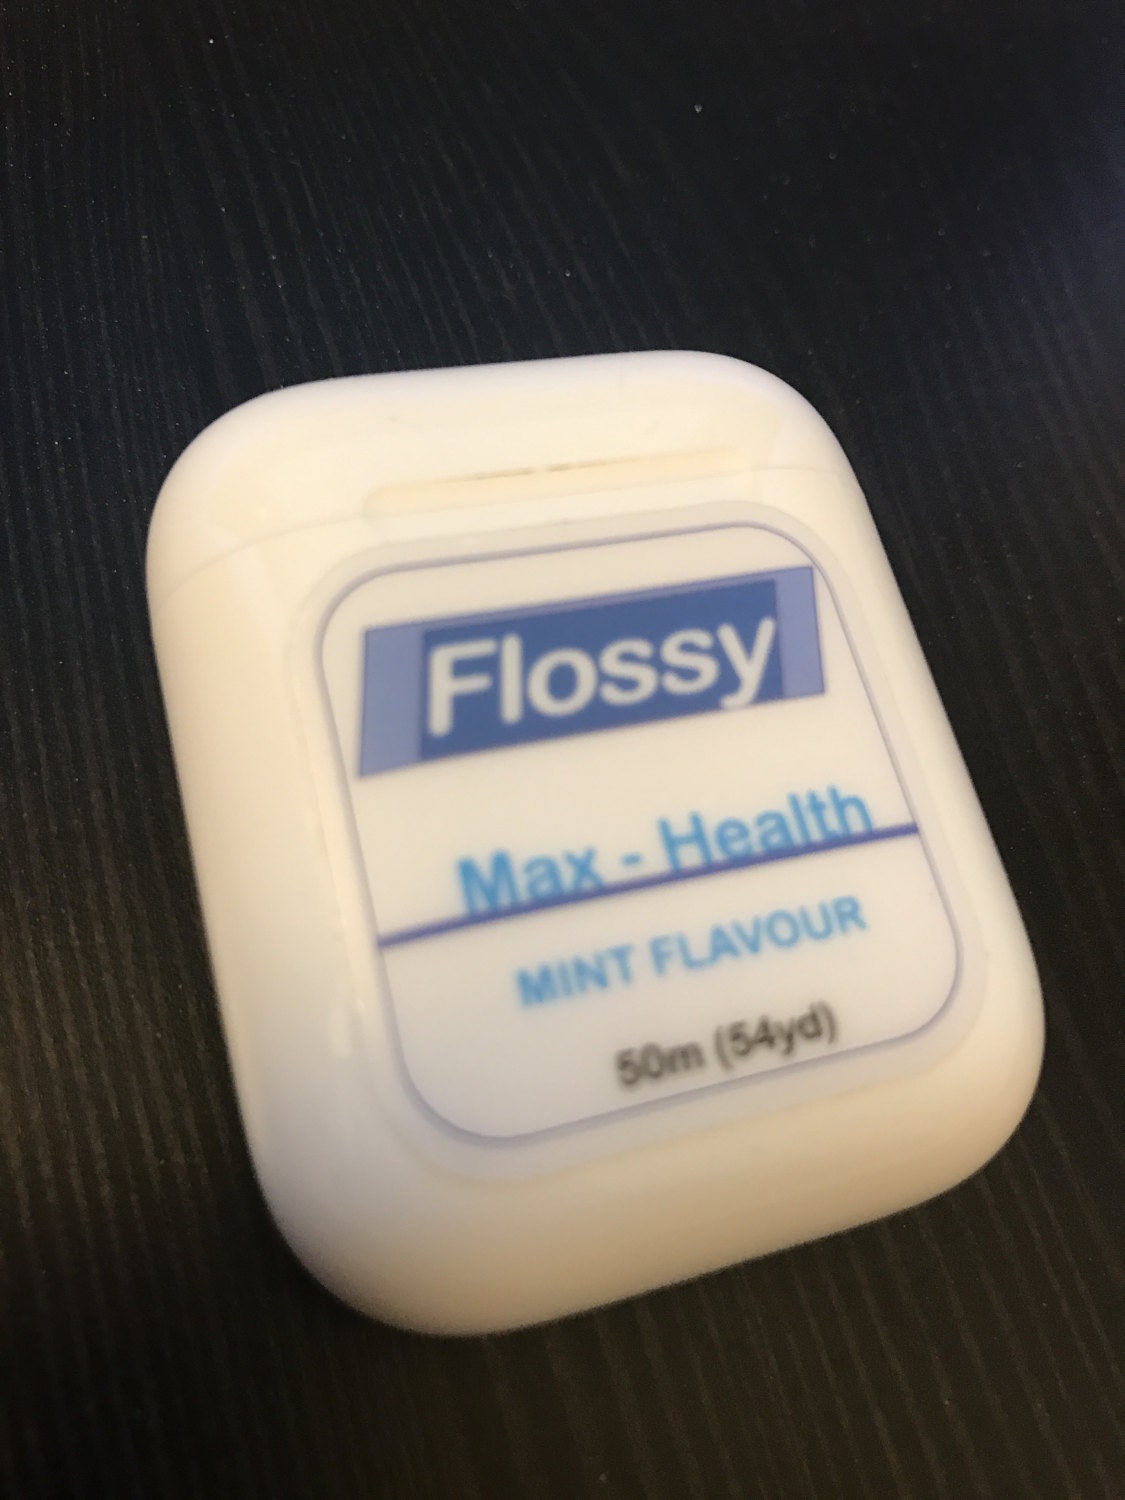 Flossy
Max - Health
MINT FLAVOUR
50m (54yd)